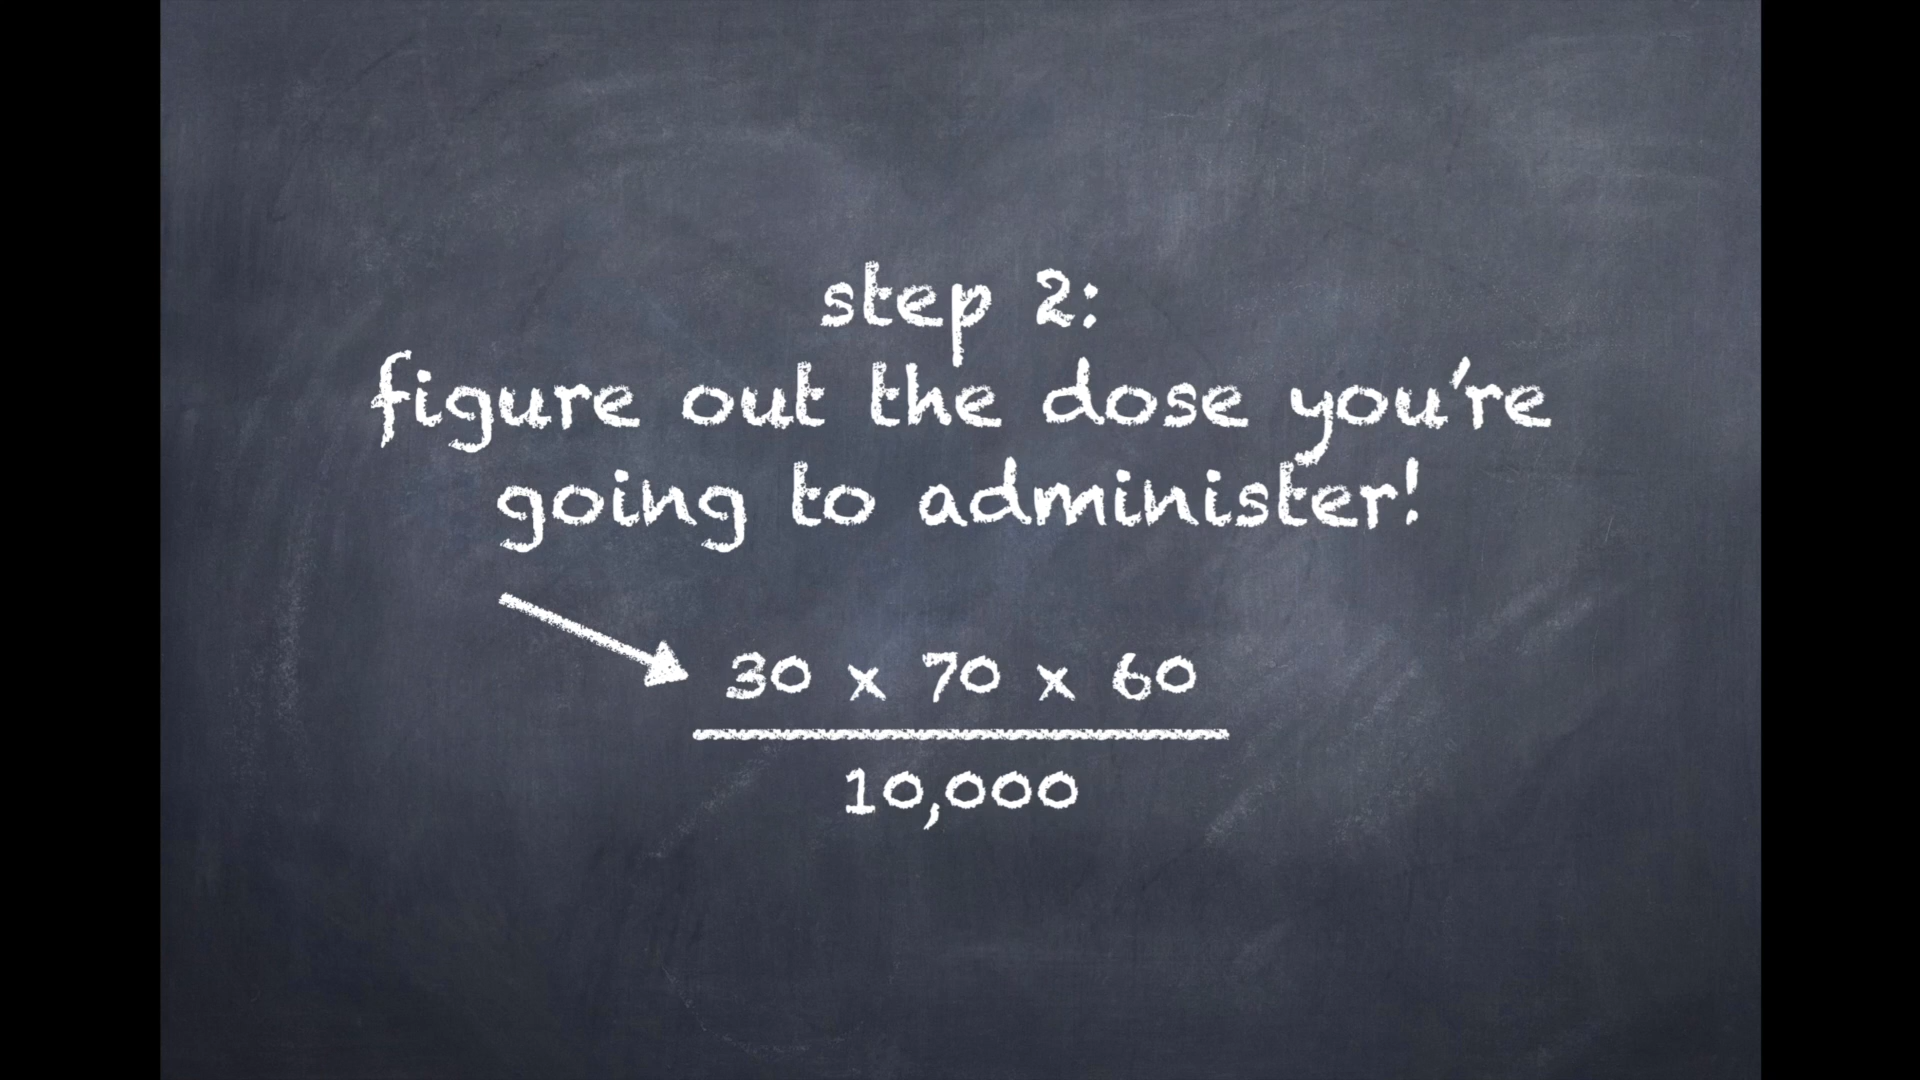 step 2:
figure out the dose you're
going to administer!
30 x 70 x 60
10,000